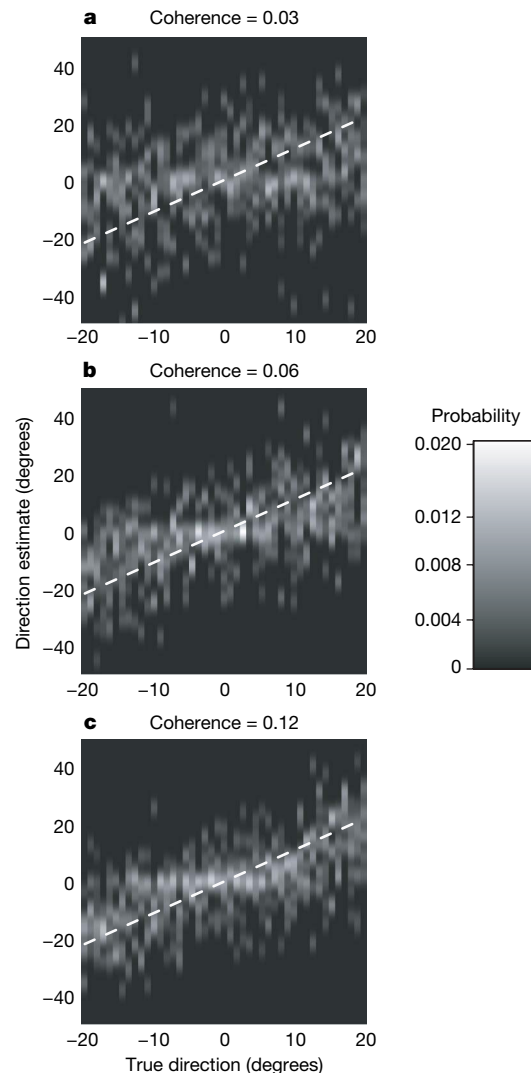 a Coherence = 0.03
40
20
0
−20
−40
−20 −10 0 10 20
b Coherence = 0.06
40
20
0
−20
−40
−20 −10 0 10 20
Direction estimate (degrees)
Probability
0.020
0.012
0.008
0.004
0
c Coherence = 0.12
40
20
0
−20
−40
−20 −10 0 10 20
True direction (degrees)